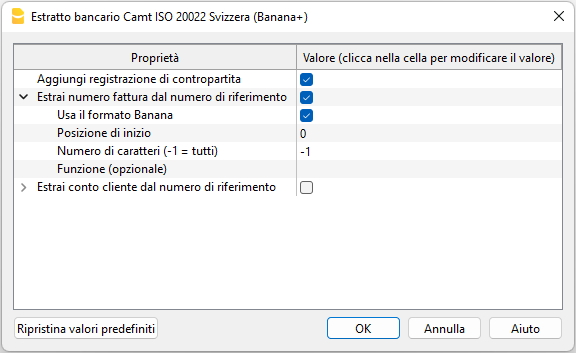 Estratto bancario Camt ISO 20022 Svizzera (Banana+)
Proprietà Valore (clicca nella cella per modificare il valore)
Aggiungi registrazione di contropartita
Estrai numero fattura dal numero di riferimento
Usa il formato Banana
Posizione di inizio 0
Numero di caratteri (-1 = tutti) -1
Funzione (opzionale)
Estrai conto cliente dal numero di riferimento
Ripristina valori predefiniti OK Annulla Aiuto